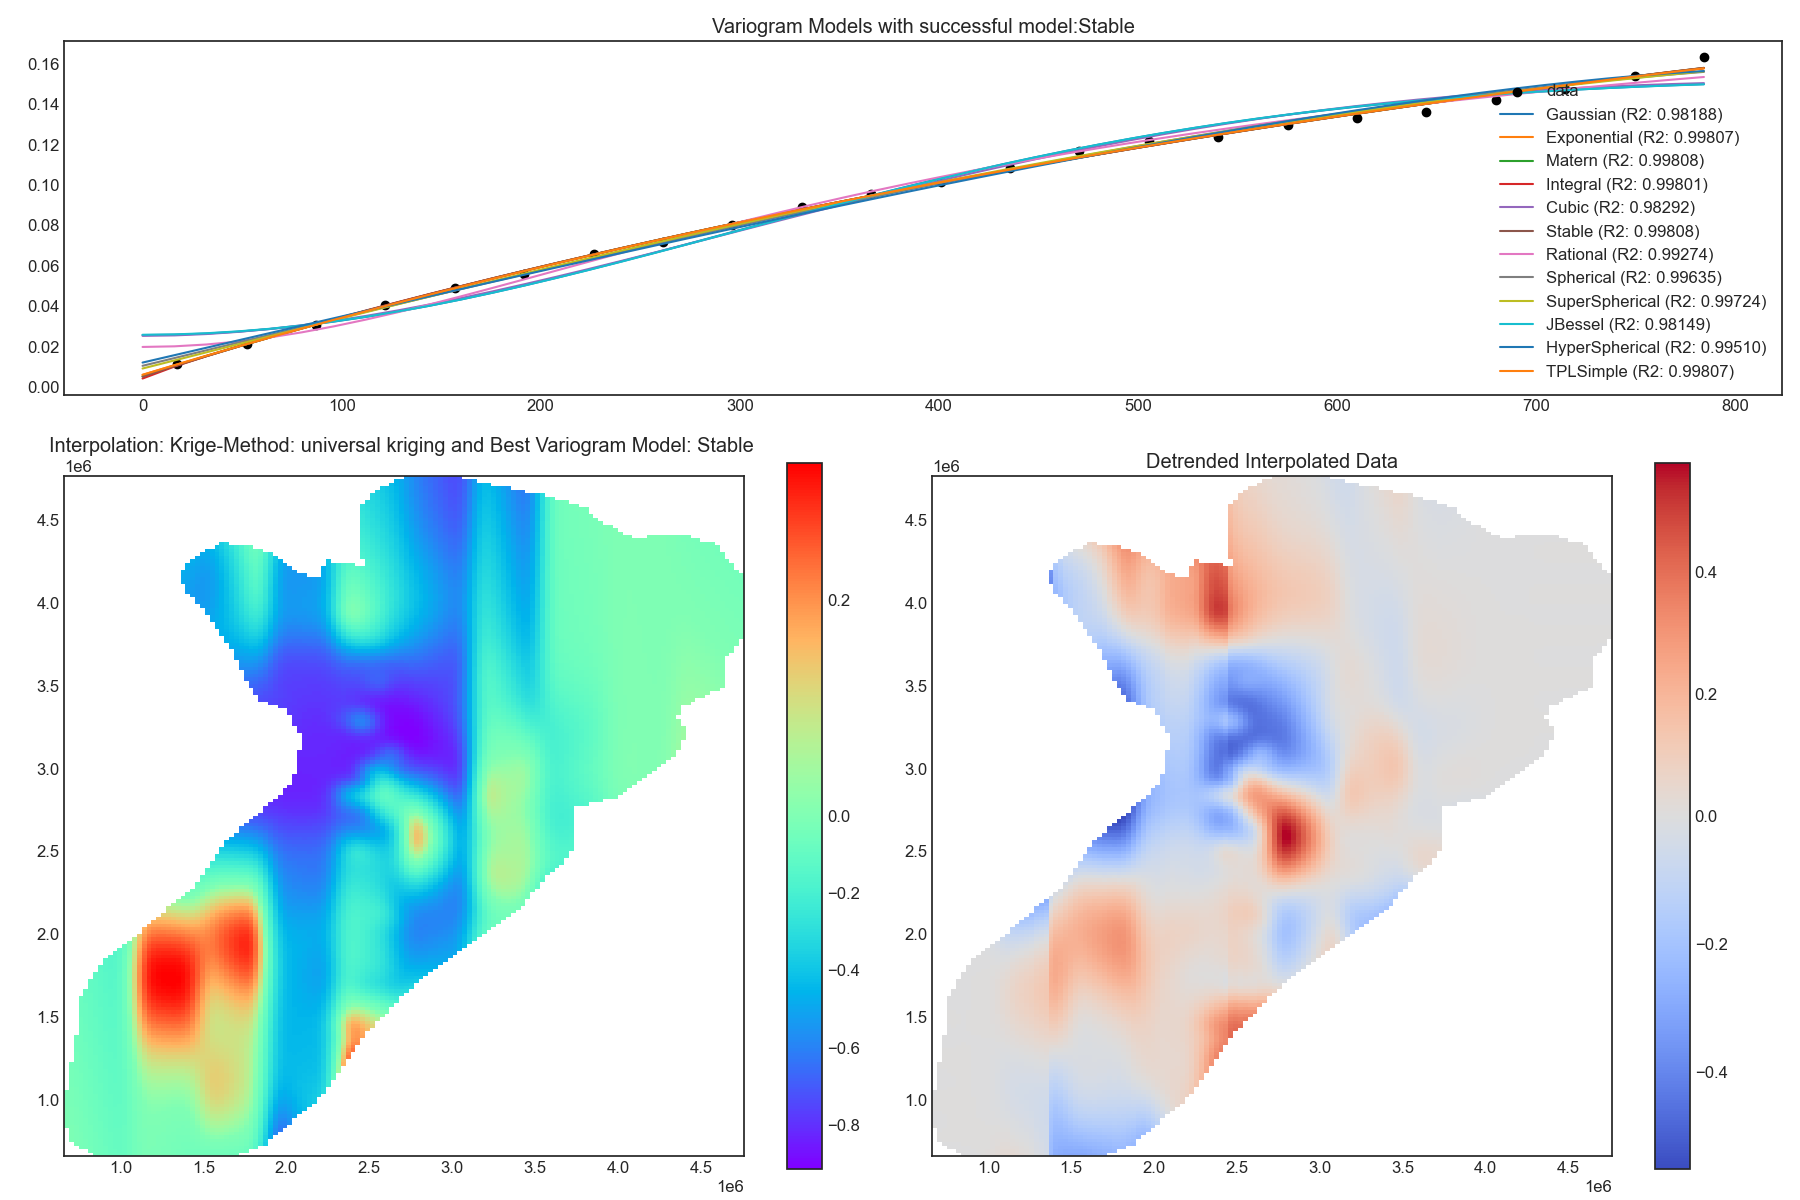 Variogram Models with successful model:Stable
0.16
0.14
0.12
0.10
0.08
0.06
0.04
0.02
0.00
data
Gaussian (R2: 0.98188)
Exponential (R2: 0.99807)
Matern (R2: 0.99808)
Integral (R2: 0.99801)
Cubic (R2: 0.98292)
Stable (R2: 0.99808)
Rational (R2: 0.99274)
Spherical (R2: 0.99635)
SuperSpherical (R2: 0.99724)
JBessel (R2: 0.98149)
HyperSpherical (R2: 0.99510)
TPLSimple (R2: 0.99807)
0 100 200 300 400 500 600 700 800
Interpolation: Krige-Method: universal kriging and Best Variogram Model: Stable
1e6
4.5
4.0
3.5
3.0
2.5
2.0
1.5
1.0
1.0 1.5 2.0 2.5 3.0 3.5 4.0 4.5
1e6
0.2
0.0
−0.2
−0.4
−0.6
−0.8
Detrended Interpolated Data
1e6
4.5
4.0
3.5
3.0
2.5
2.0
1.5
1.0
1.0 1.5 2.0 2.5 3.0 3.5 4.0 4.5
1e6
0.4
0.2
0.0
−0.2
−0.4